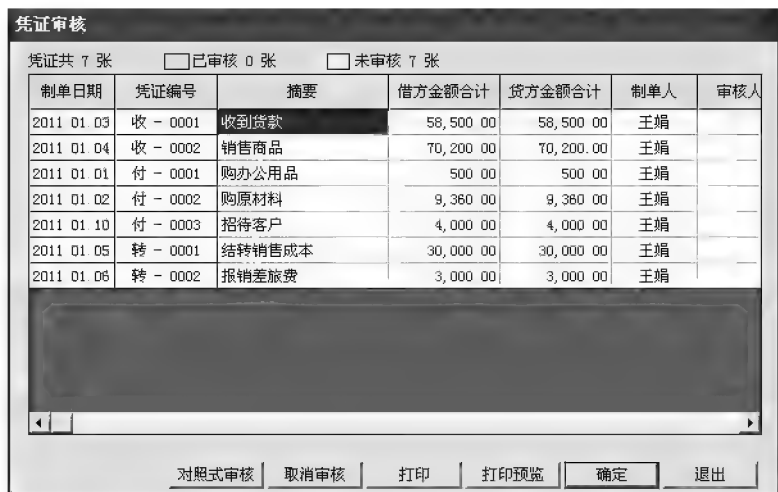 凭证审核
凭证共 7 张 已审核 0 张 未审核 7 张
制单日期 凭证编号 摘要 借方金额合计 贷方金额合计 制单人 审核人
2011 01.03 收 - 0001 收到货款 58,500 00 58,500 00 王娟
2011 01.04 收 - 0002 销售商品 70,200 00 70,200.00 王娟
2011 01.01 付 - 0001 购办公用品 500 00 500 00 王娟
2011 01 02 付 - 0002 购原材料 9,360 00 9,360 00 王娟
2011 01.10 付 - 0003 招待客户 4,000 00 4,000 00 王娟
2011 01.05 转 - 0001 结转销售成本 30,000 00 30,000 00 王娟
2011 01.06 转 - 0002 报销差旅费 3,000 00 3,000 00 王娟
对照式审核 取消审核 打印 打印预览 确定 退出